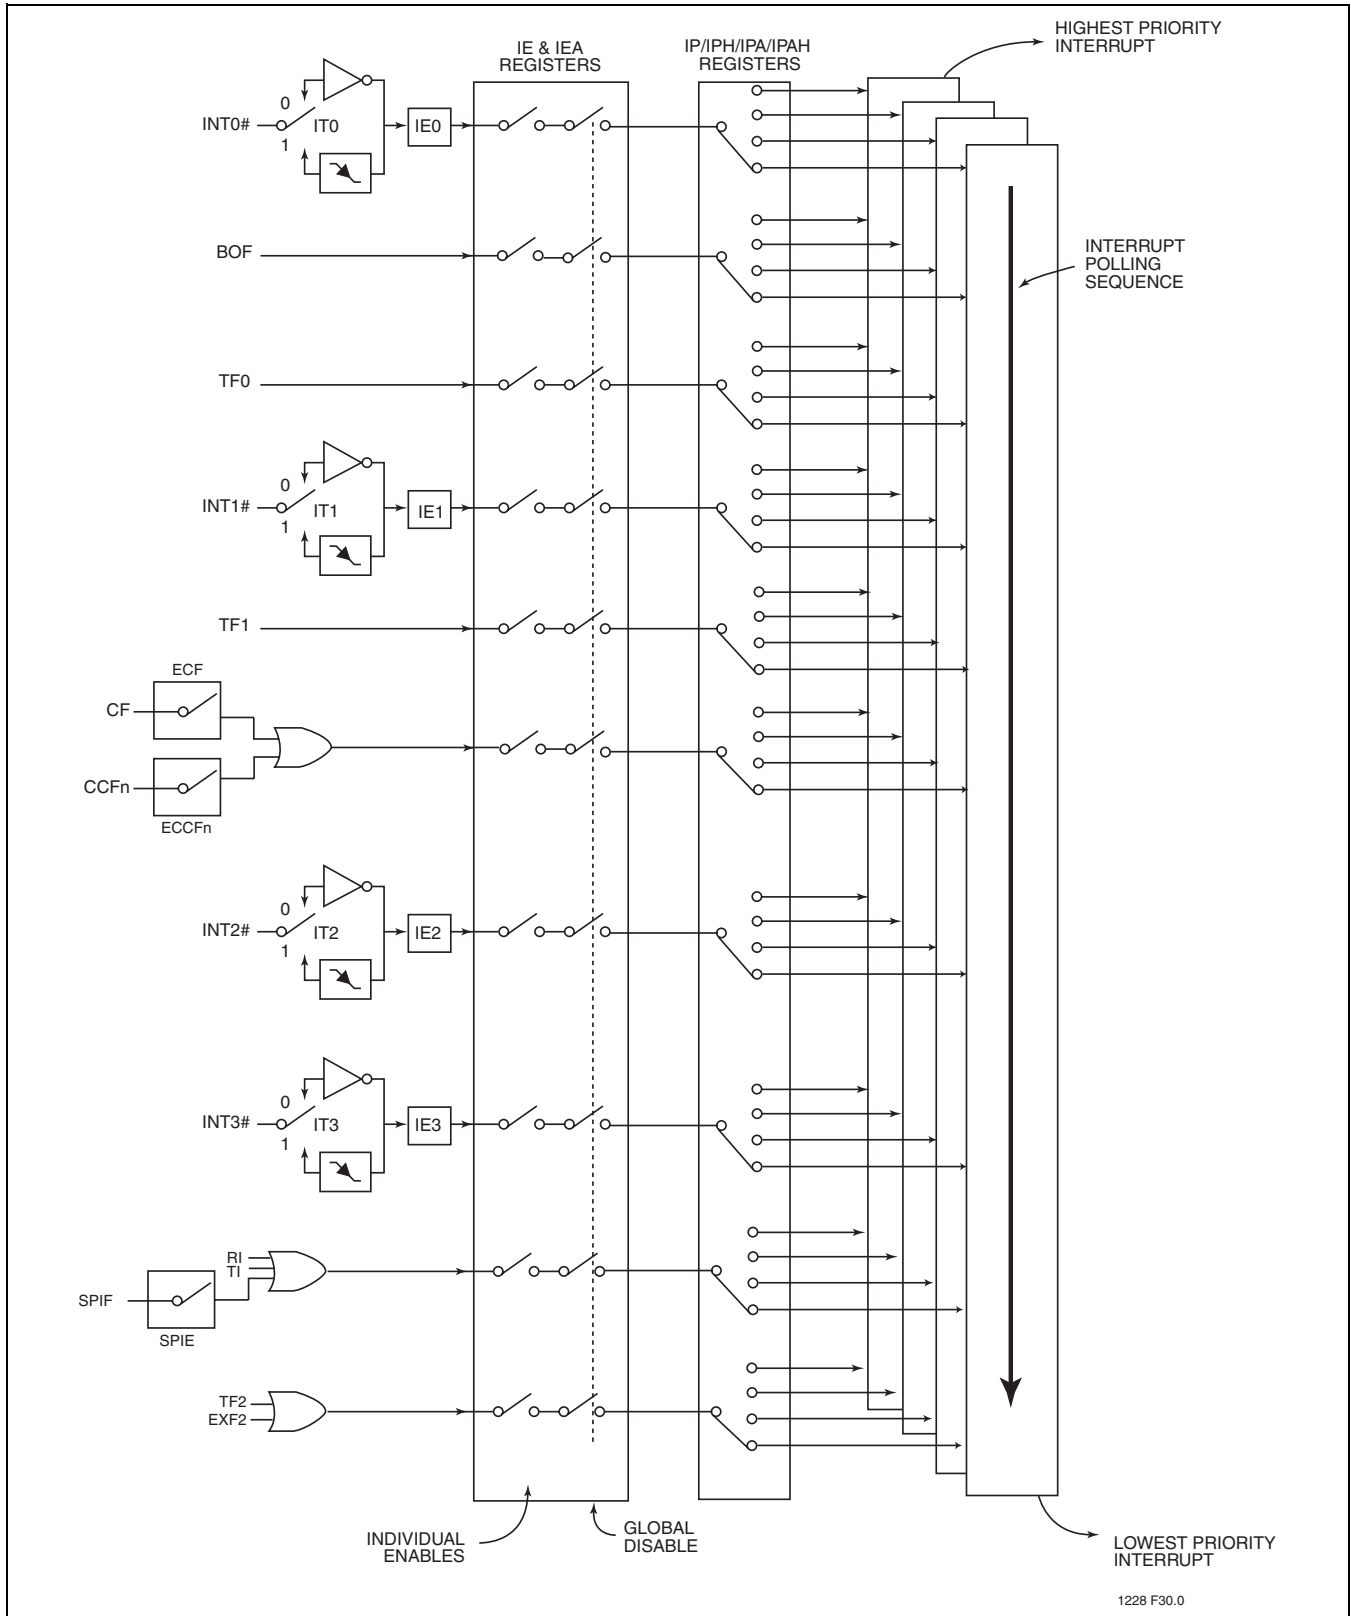 HIGHEST PRIORITY
INTERRUPT
IE & IEA
REGISTERS
IP/IPH/IPA/IPAH
REGISTERS
0
INT0#
IT0
IE0
1
BOF
INTERRUPT
POLLING
SEQUENCE
TF0
0
INT1#
IT1
IE1
1
TF1
ECF
CF
CCFn
ECCFn
0
INT2#
IT2
IE2
1
0
INT3#
IT3
IE3
1
RI
TI
SPIF
SPIE
TF2
EXF2
INDIVIDUAL
ENABLES
GLOBAL
DISABLE
LOWEST PRIORITY
INTERRUPT
1228 F30.0